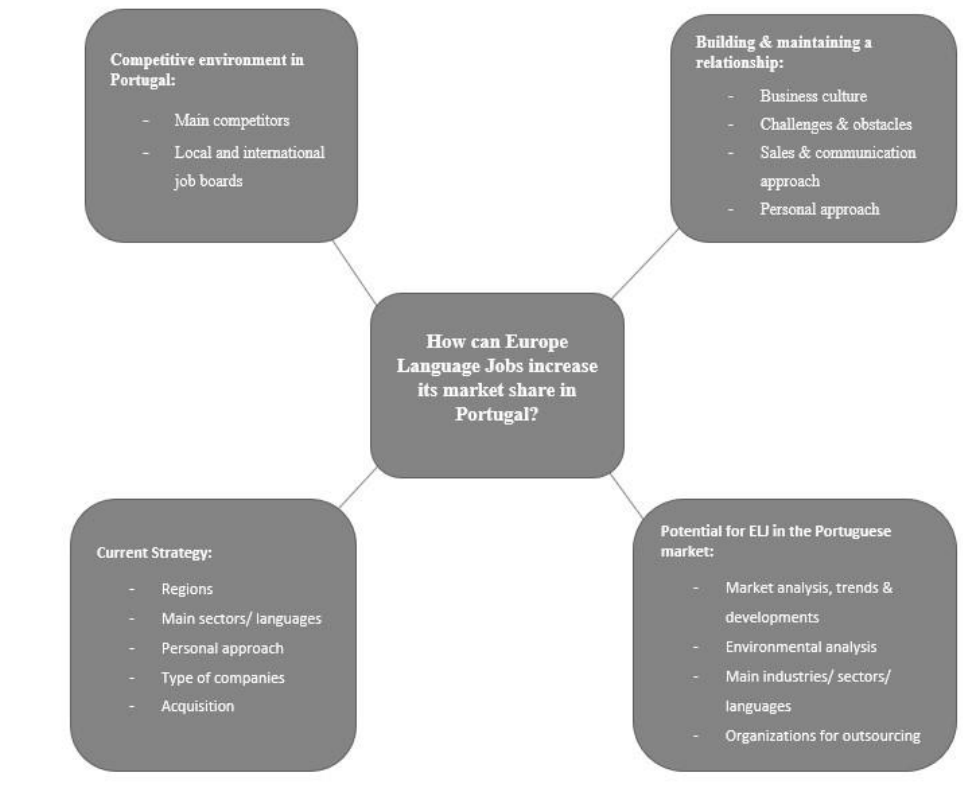 Competitive environment in
Portugal:
- Main competitors
- Local and international
job boards
Building & maintaining a
relationship:
- Business culture
- Challenges & obstacles
- Sales & communication
approach
- Personal approach
How can Europe
Language Jobs increase
its market share in
Portugal?
Current Strategy:
- Regions
- Main sectors/ languages
- Personal approach
- Type of companies
- Acquisition
Potential for ELJ in the Portuguese
market:
- Market analysis, trends &
developments
- Environmental analysis
- Main industries/ sectors/
languages
- Organizations for outsourcing